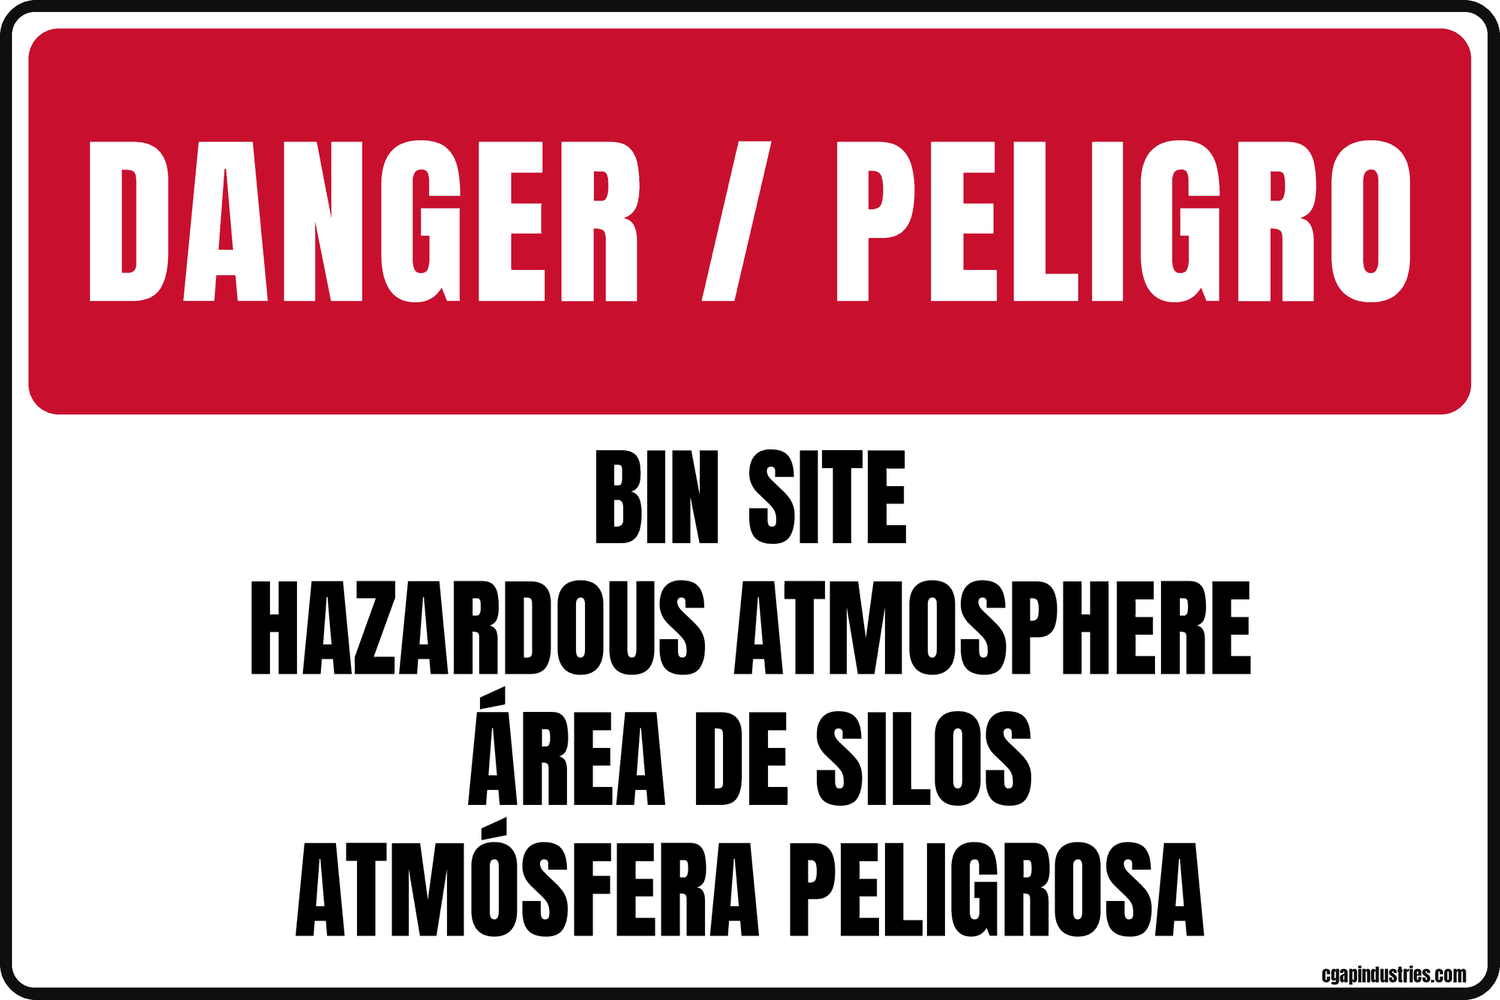 DANGER / PELIGRO
BIN SITE
HAZARDOUS ATMOSPHERE
ÁREA DE SILOS
ATMÓSFERA PELIGROSA
cgapindustries.com